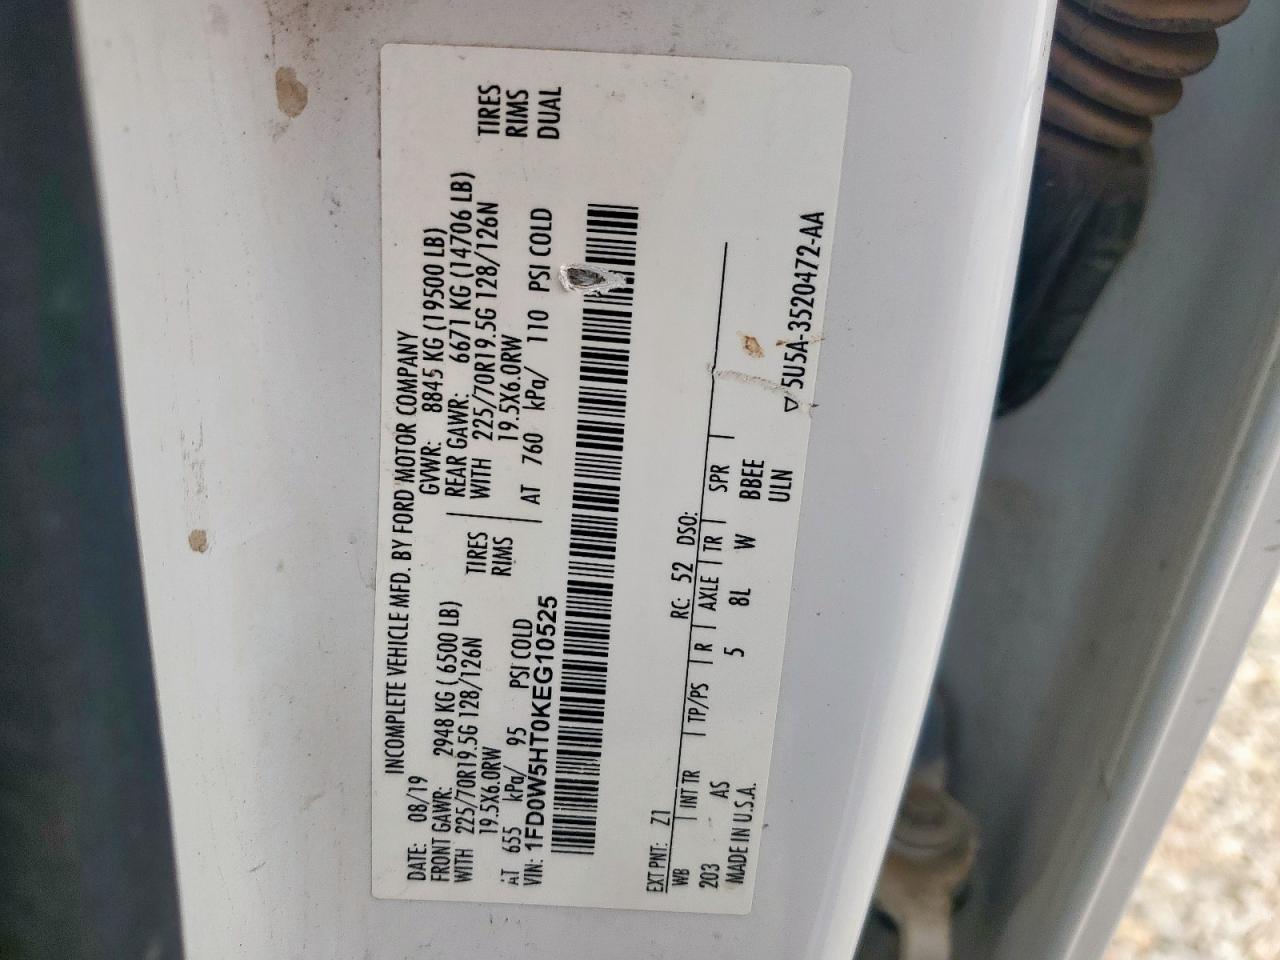 INCOMPLETE VEHICLE MFD. BY FORD MOTOR COMPANY
DATE: 08/19 GVWR: 8845 KG (19500 LB)
FRONT GAWR: 2948 KG ( 6500 LB) REAR GAWR: 6671 KG (14706 LB)
WITH 225/70R19.5G 128/126N TIRES WITH 225/70R19.5G 128/126N TIRES
19.5X6.0RW RIMS 19.5X6.0RW RIMS
AT 655 kPa/ 95 PSI COLD AT 760 kPa/ 110 PSI COLD DUAL
VIN: 1FD0W5HT0KEG10525
EXT PNT: Z1 RC: 52 DSO:
WB INT TR TP/PS R AXLE TR SPR
203 AS 5 8L W BBEE
MADE IN U.S.A. ULN
▽ 5U5A-3520472-AA